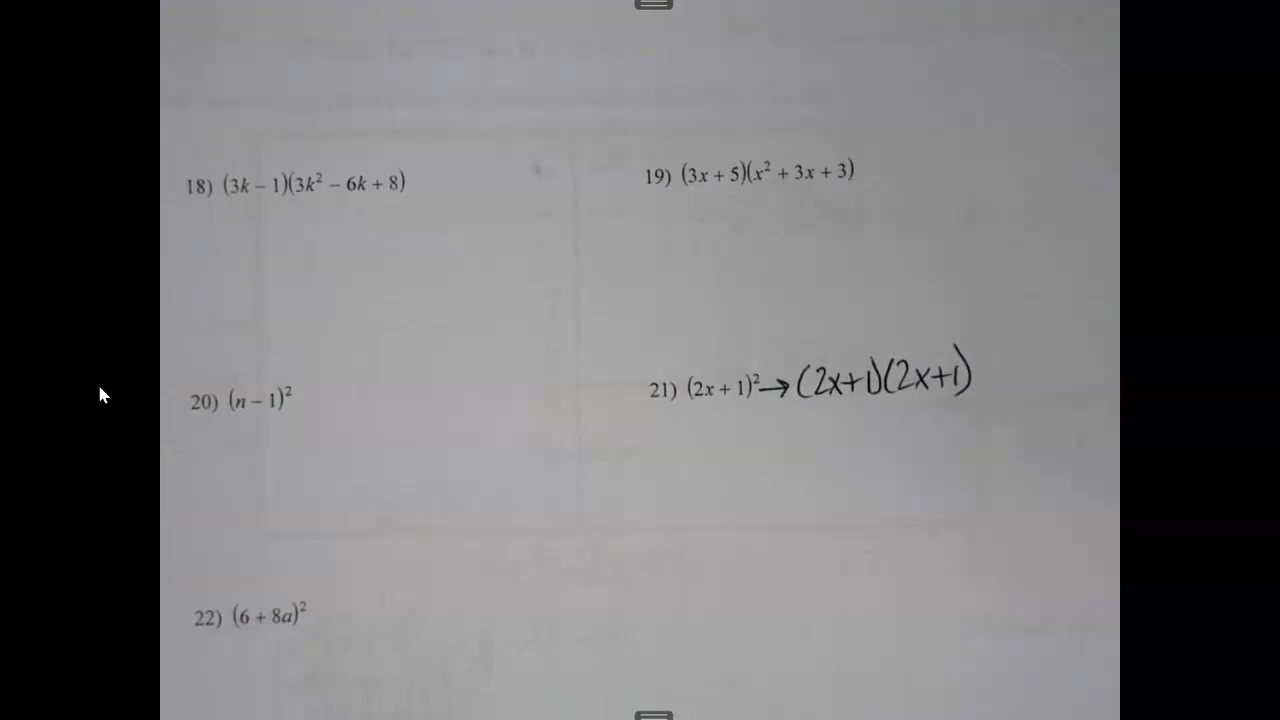 18) (3k − 1)(3k² − 6k + 8)
19) (3x + 5)(x² + 3x + 3)
20) (n − 1)²
21) (2x + 1)² → (2x+1)(2x+1)
22) (6 + 8a)²